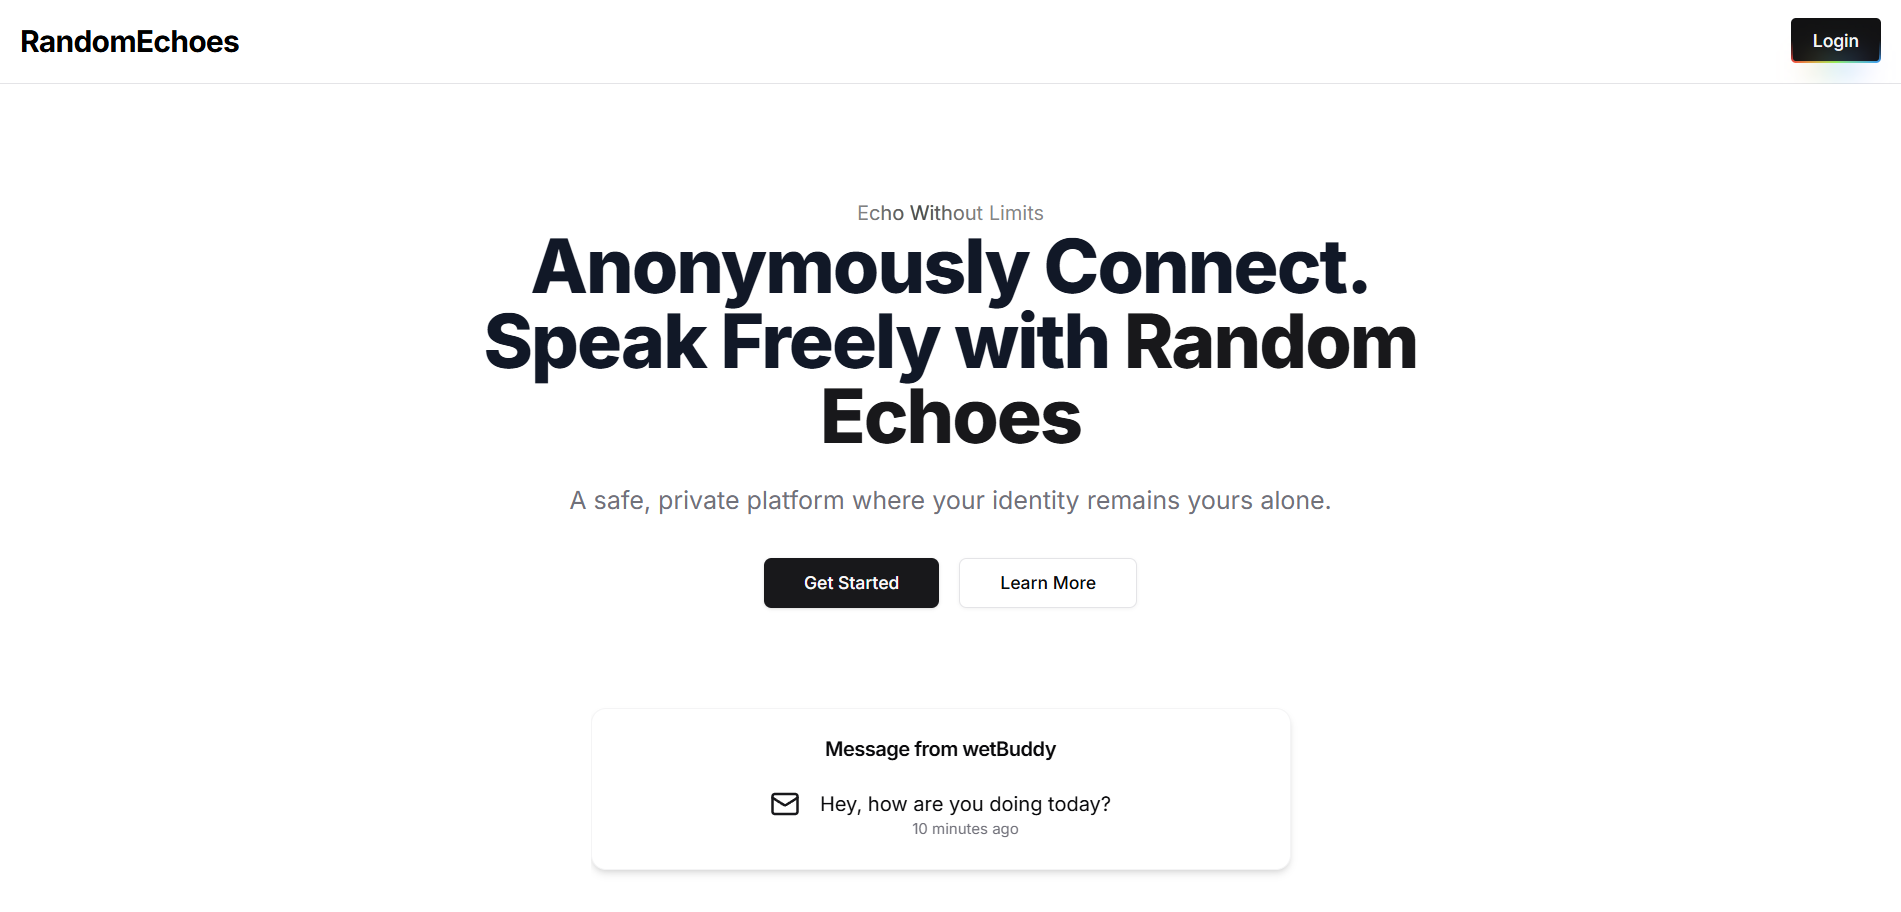 RandomEchoes
Login
Echo Without Limits
Anonymously Connect.
Speak Freely with Random
Echoes
A safe, private platform where your identity remains yours alone.
Get Started
Learn More
Message from wetBuddy
Hey, how are you doing today?
10 minutes ago